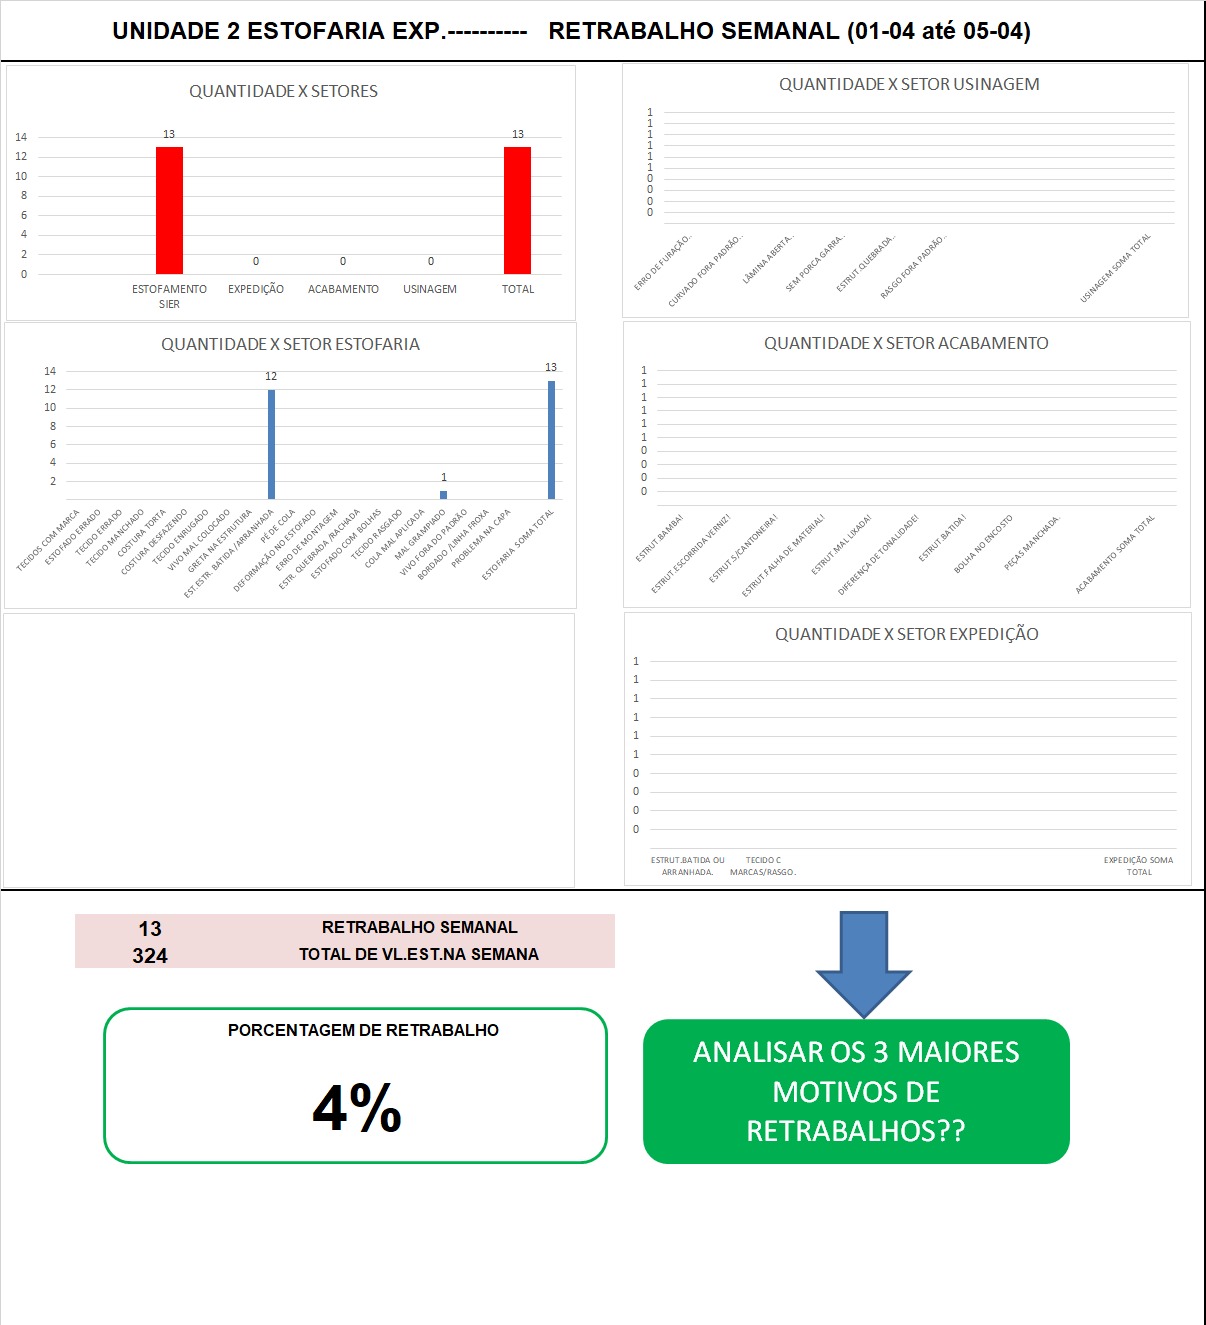 UNIDADE 2 ESTOFARIA EXP.---------- RETRABALHO SEMANAL (01-04 até 05-04)
QUANTIDADE X SETORES
13
13
14
12
10
8
6
4
2
0
0
0
0
ESTOFAMENTO
SIER
EXPEDIÇÃO
ACABAMENTO
USINAGEM
TOTAL
QUANTIDADE X SETOR USINAGEM
1
1
1
1
1
1
0
0
0
0
ERRO DE FURAÇÃO..
CURVADO FORA PADRÃO..
LÂMINA ABERTA..
SEM PORCA GARRA..
ESTRUT.QUEBRADA..
RASGO FORA PADRÃO..
USINAGEM SOMA TOTAL
QUANTIDADE X SETOR ESTOFARIA
14
12
10
8
6
4
2
12
1
13
TECIDOS COM MARCA
ESTOFADO ERRADO
TECIDO ERRADO
TECIDO MANCHADO
COSTURA TORTA
COSTURA DESFAZENDO
TECIDO ENRUGADO
VIVO MAL COLOCADO
GRETA NA ESTRUTURA
EST.ESTR. BATIDA /ARRANHADA
PÉ DE COLA
DEFORMAÇÃO NO ESTOFADO
ERRO DE MONTAGEM
ESTR. QUEBRADA /RACHADA
ESTOFADO COM BOLHAS
TECIDO RASGADO
COLA MAL APLICADA
MAL GRAMPIADO
VIVO FORA DO PADRÃO
BORDADO /LINHA FROXA
PROBLEMA NA CAPA
ESTOFARIA SOMA TOTAL
QUANTIDADE X SETOR ACABAMENTO
1
1
1
1
1
1
0
0
0
0
ESTRUT.BAMBA!
ESTRUT.ESCORRIDA VERNIZ!
ESTRUT.S/CANTONEIRA!
ESTRUT.FALHA DE MATERIAL!
ESTRUT.MAL LIXADA!
DIFERENÇA DE TONALIDADE!
ESTRUT.BATIDA!
BOLHA NO ENCOSTO
PEÇAS MANCHADA.
ACABAMENTO SOMA TOTAL
QUANTIDADE X SETOR EXPEDIÇÃO
1
1
1
1
1
1
0
0
0
0
ESTRUT.BATIDA OU
ARRANHADA.
TECIDO C
MARCAS/RASGO.
EXPEDIÇÃO SOMA
TOTAL
13 RETRABALHO SEMANAL
324 TOTAL DE VL.EST.NA SEMANA
PORCENTAGEM DE RETRABALHO
4%
ANALISAR OS 3 MAIORES
MOTIVOS DE
RETRABALHOS??